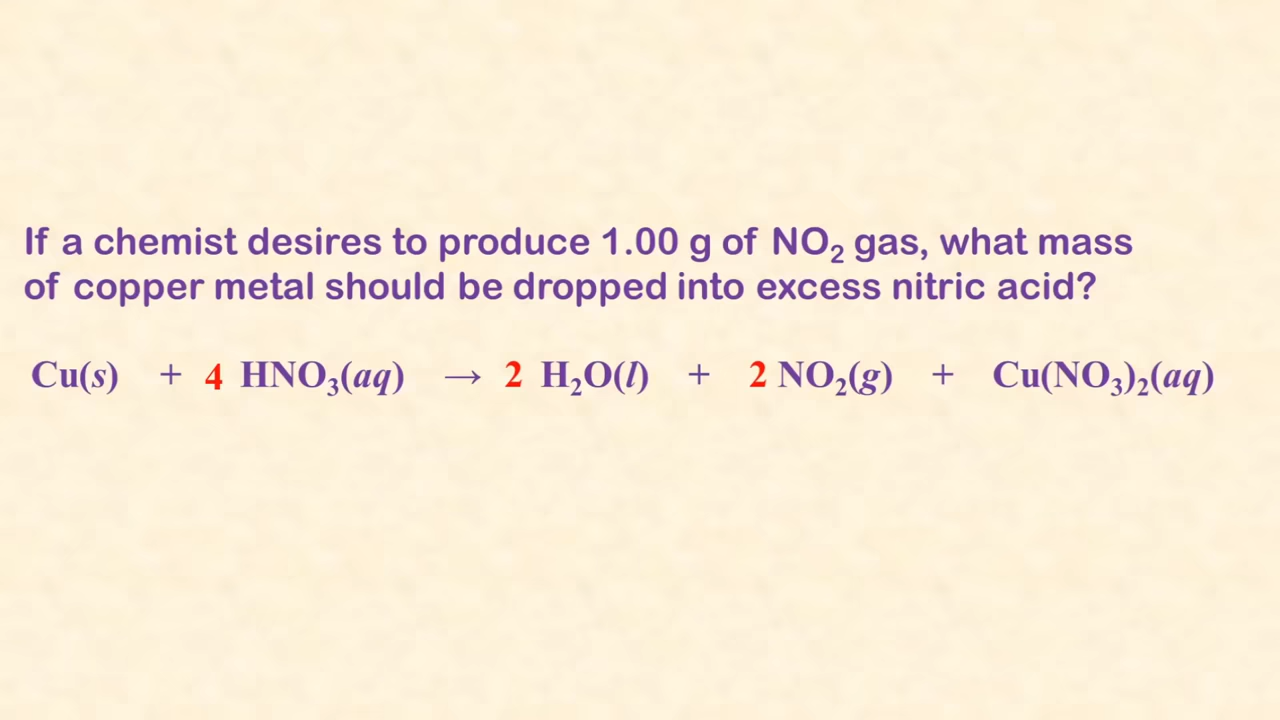 If a chemist desires to produce 1.00 g of NO₂ gas, what mass
of copper metal should be dropped into excess nitric acid?
Cu(s) + 4 HNO₃(aq) → 2 H₂O(l) + 2 NO₂(g) + Cu(NO₃)₂(aq)